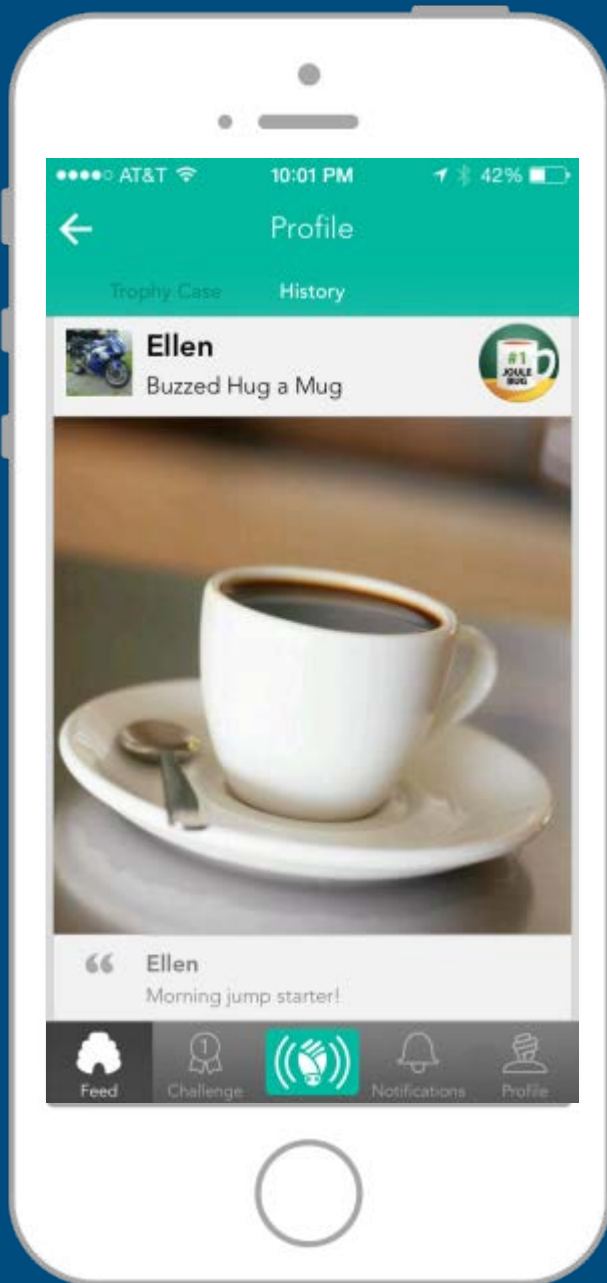 AT&T 10:01 PM 42%
Profile
Trophy Case History
Ellen
Buzzed Hug a Mug
#1
JOULE
BUG
Ellen
Morning jump starter!
1
Feed Challenge Notifications Profile